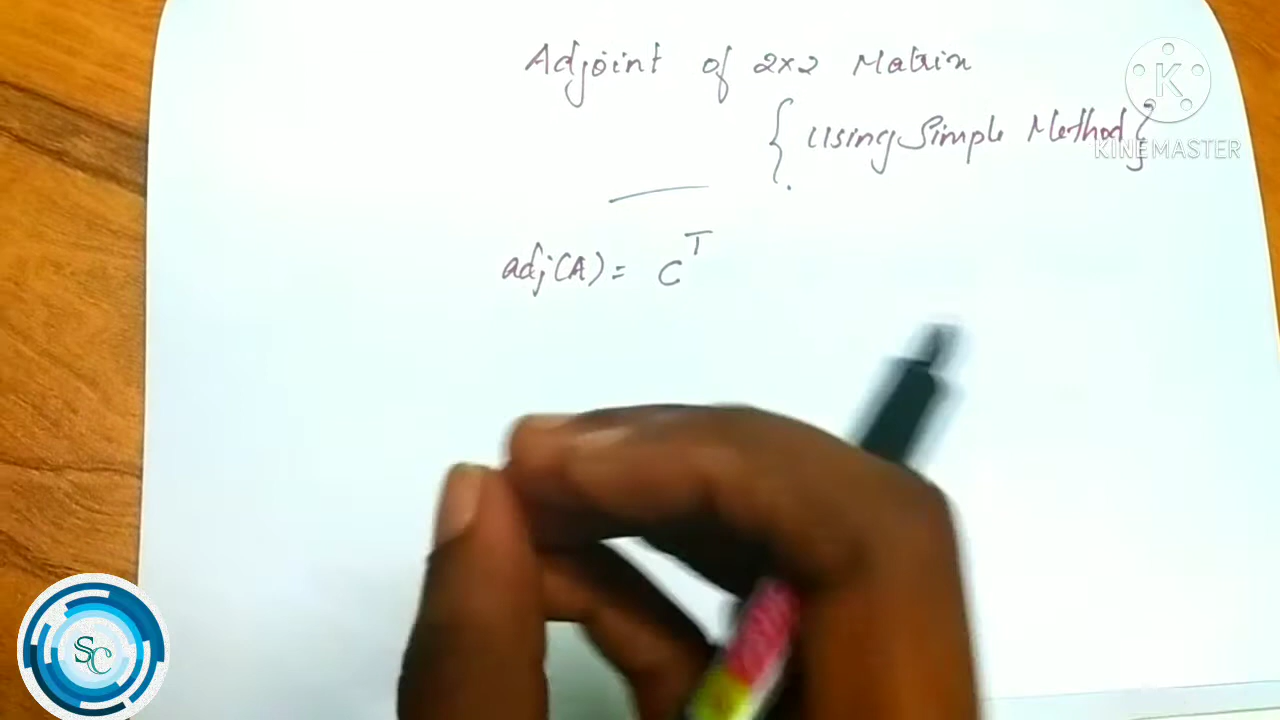 Adjoint of 2x2 Matrix
{ Using Simple Method }
KINEMASTER
K
adj(A) = C^T
SC